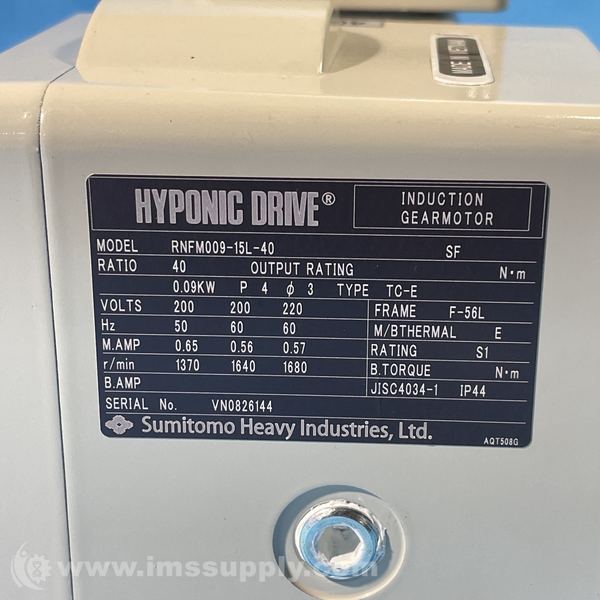 MADE IN VIETNAM
HYPONIC DRIVE®
INDUCTION
GEARMOTOR
MODEL RNFM009-15L-40 SF
RATIO 40 OUTPUT RATING N・m
0.09KW P 4 φ 3 TYPE TC-E
VOLTS 200 200 220 FRAME F-56L
Hz 50 60 60 M/BTHERMAL E
M.AMP 0.65 0.56 0.57 RATING S1
r/min 1370 1640 1680 B.TORQUE N・m
B.AMP JISC4034-1 IP44
SERIAL No. VN0826144
Sumitomo Heavy Industries, Ltd.
AQT508G
www.imssupply.com